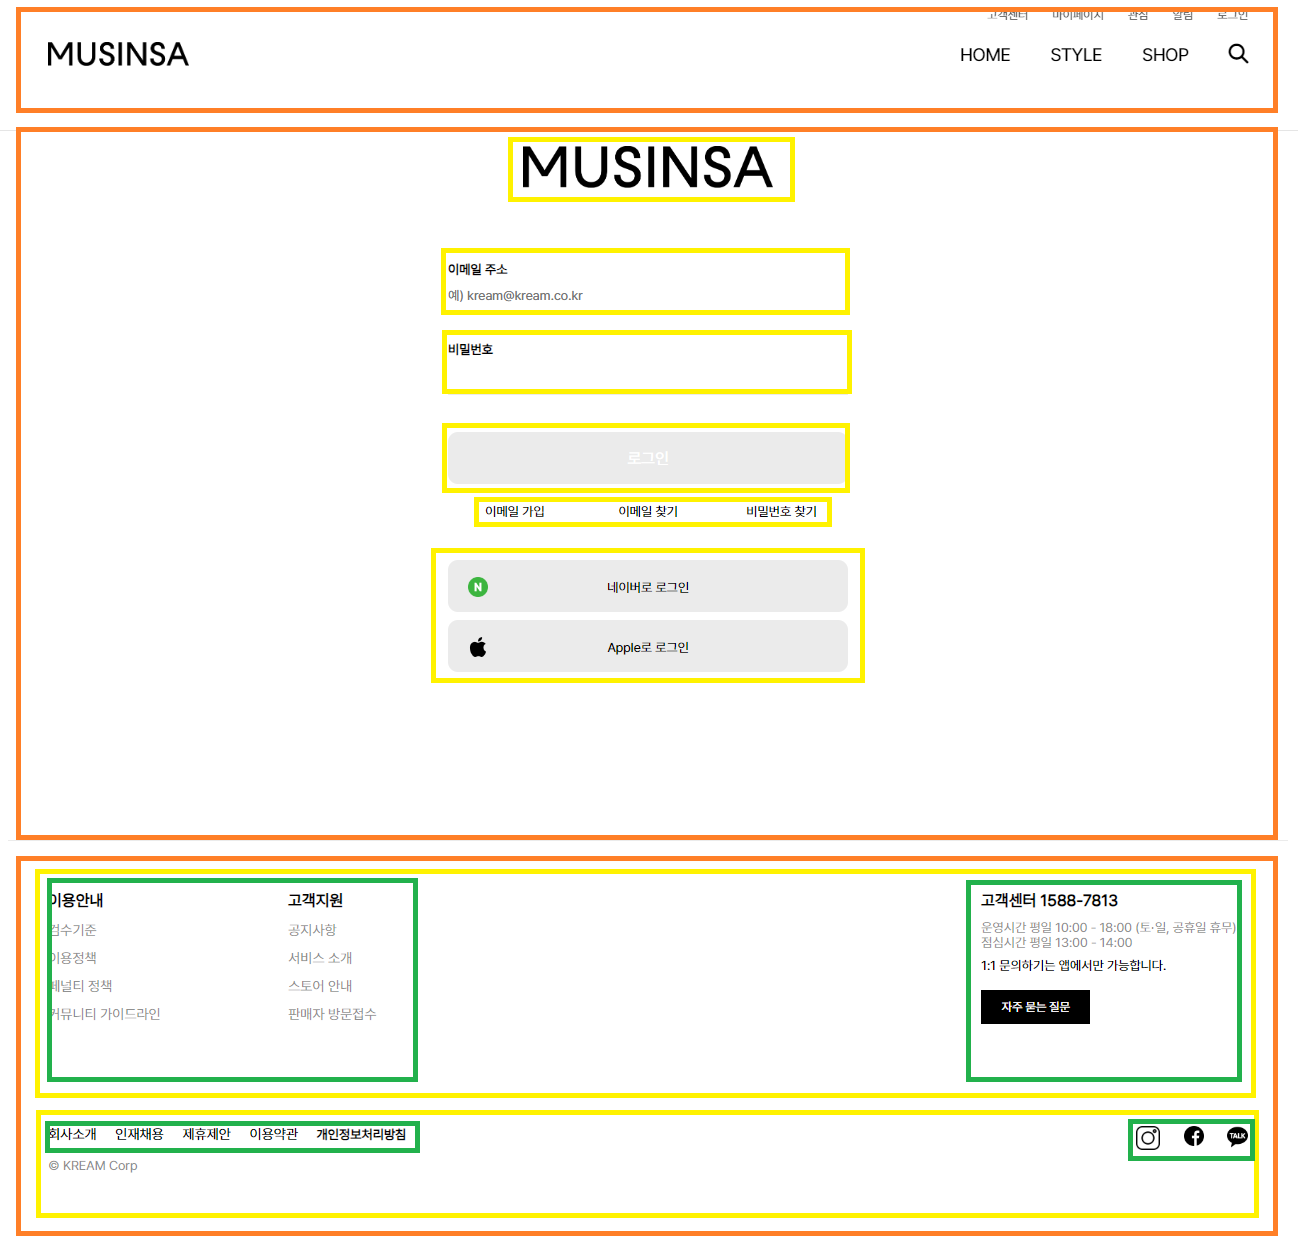 고객센터 마이페이지 관심 알림 로그인
MUSINSA HOME STYLE SHOP
MUSINSA
이메일 주소
예) kream@kream.co.kr
비밀번호
로그인
이메일 가입 이메일 찾기 비밀번호 찾기
N 네이버로 로그인
Apple로 로그인
이용안내 고객지원
검수기준 공지사항
이용정책 서비스 소개
페널티 정책 스토어 안내
커뮤니티 가이드라인 판매자 방문접수
고객센터 1588-7813
운영시간 평일 10:00 - 18:00 (토·일, 공휴일 휴무)
점심시간 평일 13:00 - 14:00
1:1 문의하기는 앱에서만 가능합니다.
자주 묻는 질문
회사소개 인재채용 제휴제안 이용약관 개인정보처리방침
TALK
© KREAM Corp